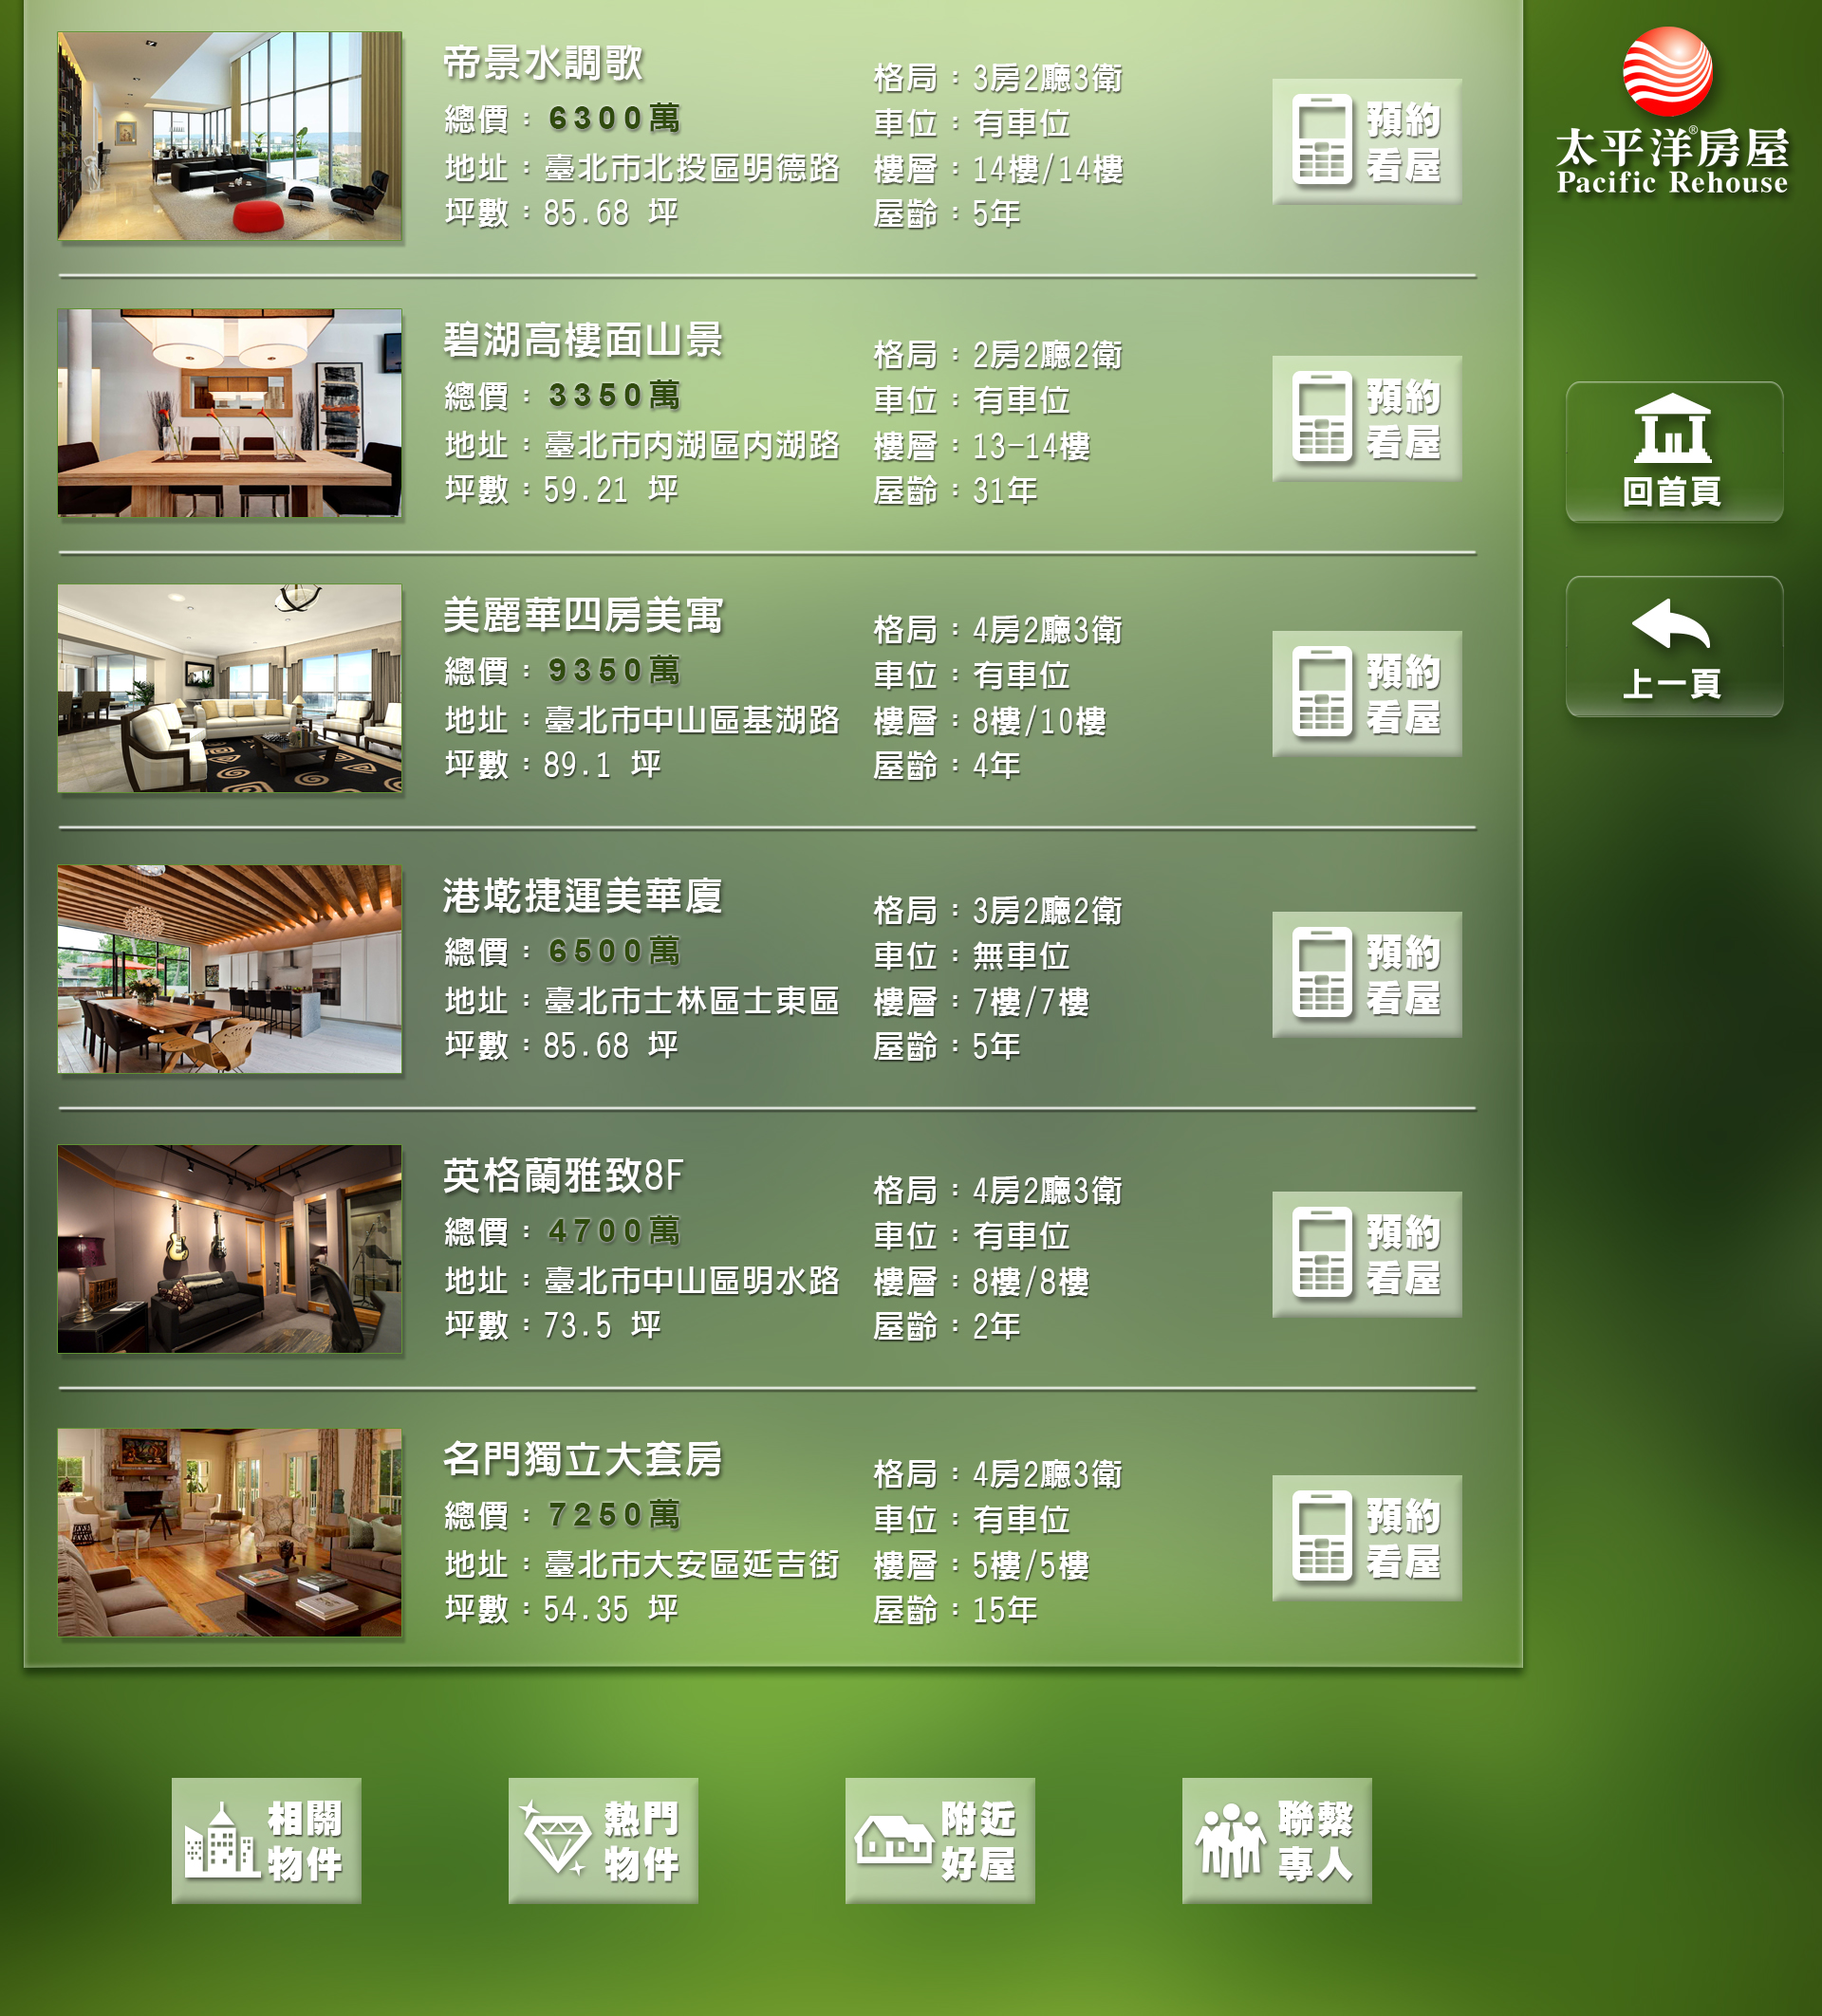 帝景水調歌
總價：6300萬
地址：臺北市北投區明德路
坪數：85.68 坪
格局：3房2廳3衛
車位：有車位
樓層：14樓/14樓
屋齡：5年
預約
看屋
太平洋房屋®
Pacific Rehouse
碧湖高樓面山景
總價：3350萬
地址：臺北市内湖區内湖路
坪數：59.21 坪
格局：2房2廳2衛
車位：有車位
樓層：13-14樓
屋齡：31年
預約
看屋
回首頁
美麗華四房美寓
總價：9350萬
地址：臺北市中山區基湖路
坪數：89.1 坪
格局：4房2廳3衛
車位：有車位
樓層：8樓/10樓
屋齡：4年
預約
看屋
上一頁
港墘捷運美華廈
總價：6500萬
地址：臺北市士林區士東區
坪數：85.68 坪
格局：3房2廳2衛
車位：無車位
樓層：7樓/7樓
屋齡：5年
預約
看屋
英格蘭雅致8F
總價：4700萬
地址：臺北市中山區明水路
坪數：73.5 坪
格局：4房2廳3衛
車位：有車位
樓層：8樓/8樓
屋齡：2年
預約
看屋
名門獨立大套房
總價：7250萬
地址：臺北市大安區延吉街
坪數：54.35 坪
格局：4房2廳3衛
車位：有車位
樓層：5樓/5樓
屋齡：15年
預約
看屋
相關
物件
熱門
物件
附近
好屋
聯繫
專人